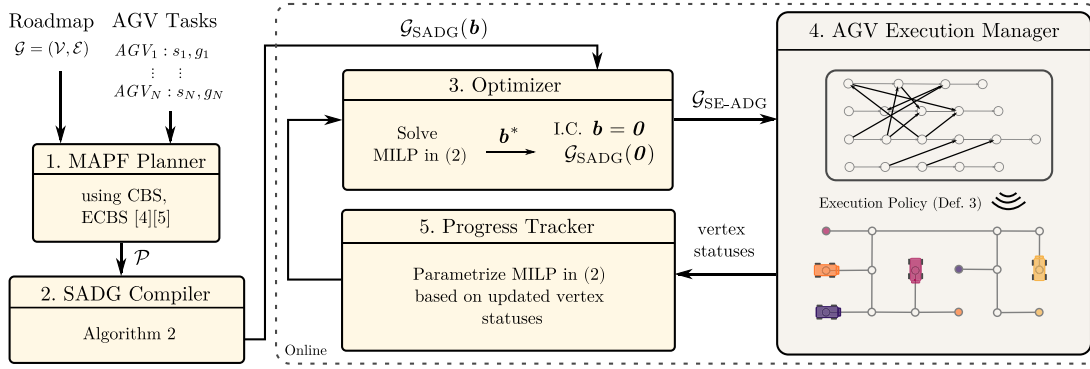 Roadmap
𝒢 = (𝒱, ℰ)
AGV Tasks
AGV₁ : s₁, g₁
⋮ ⋮
AGV_N : s_N, g_N
1. MAPF Planner
using CBS,
ECBS [4][5]
𝒫
2. SADG Compiler
Algorithm 2
𝒢_SADG(b)
3. Optimizer
Solve
MILP in (2)
b*
I.C. b = 0
𝒢_SADG(0)
𝒢_SE-ADG
4. AGV Execution Manager
Execution Policy (Def. 3)
vertex
statuses
5. Progress Tracker
Parametrize MILP in (2)
based on updated vertex
statuses
Online